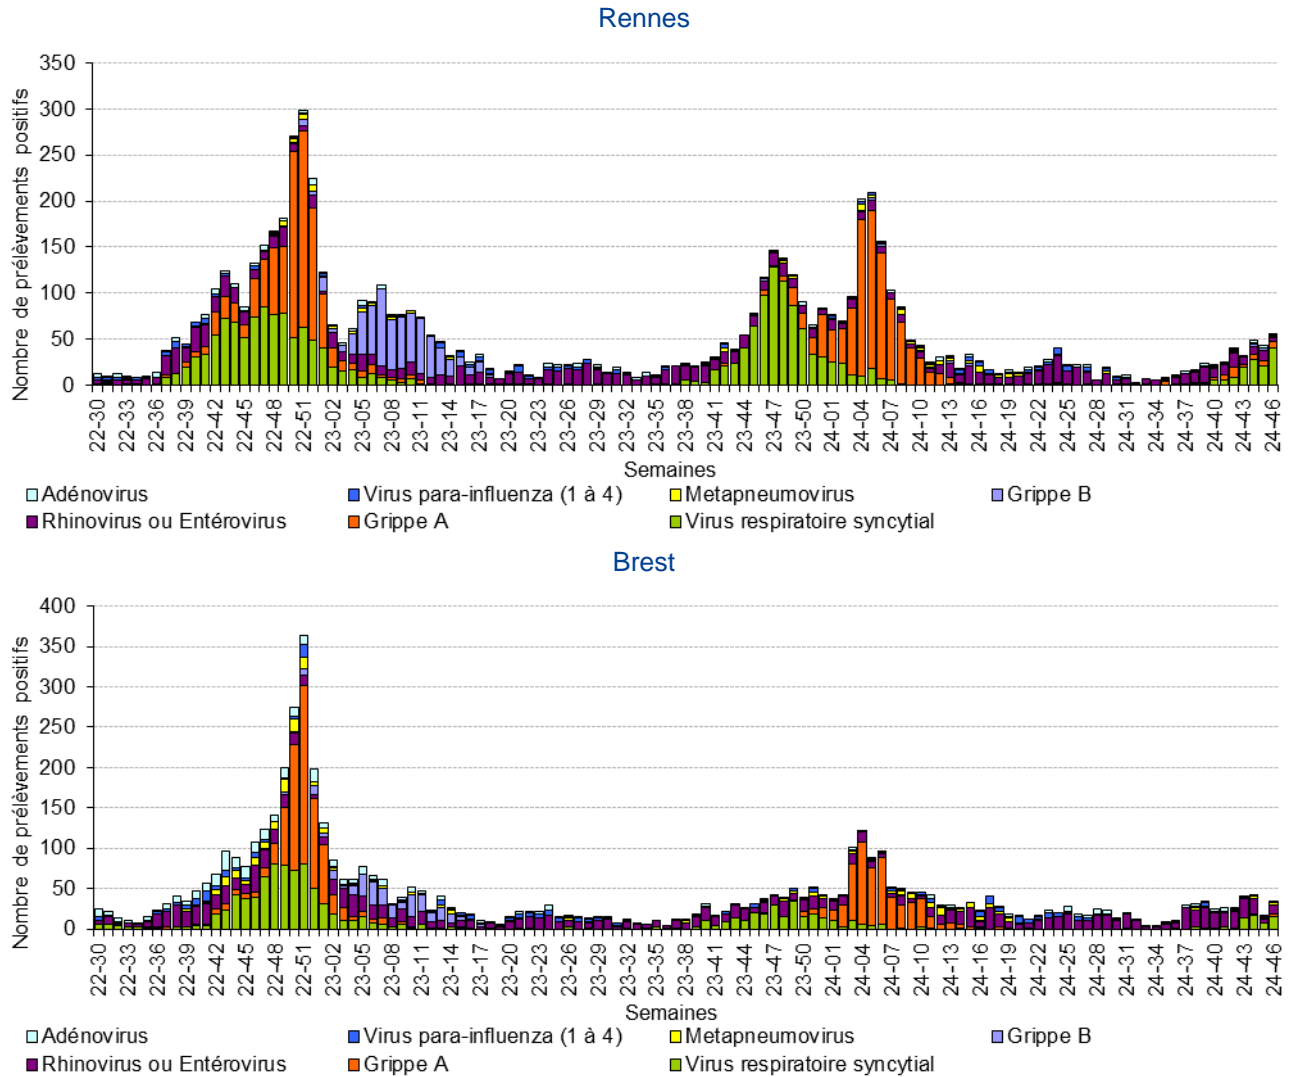 Rennes
Nombre de prélèvements positifs
350
300
250
200
150
100
50
0
22-30 22-33 22-36 22-39 22-42 22-45 22-48 22-51 23-02 23-05 23-08 23-11 23-14 23-17 23-20 23-23 23-26 23-29 23-32 23-35 23-38 23-41 23-44 23-47 23-50 24-01 24-04 24-07 24-10 24-13 24-16 24-19 24-22 24-25 24-28 24-31 24-34 24-37 24-40 24-43 24-46
Semaines
Adénovirus Virus para-influenza (1 à 4) Metapneumovirus Grippe B
Rhinovirus ou Entérovirus Grippe A Virus respiratoire syncytial
Brest
Nombre de prélèvements positifs
400
350
300
250
200
150
100
50
0
22-30 22-33 22-36 22-39 22-42 22-45 22-48 22-51 23-02 23-05 23-08 23-11 23-14 23-17 23-20 23-23 23-26 23-29 23-32 23-35 23-38 23-41 23-44 23-47 23-50 24-01 24-04 24-07 24-10 24-13 24-16 24-19 24-22 24-25 24-28 24-31 24-34 24-37 24-40 24-43 24-46
Semaines
Adénovirus Virus para-influenza (1 à 4) Metapneumovirus Grippe B
Rhinovirus ou Entérovirus Grippe A Virus respiratoire syncytial